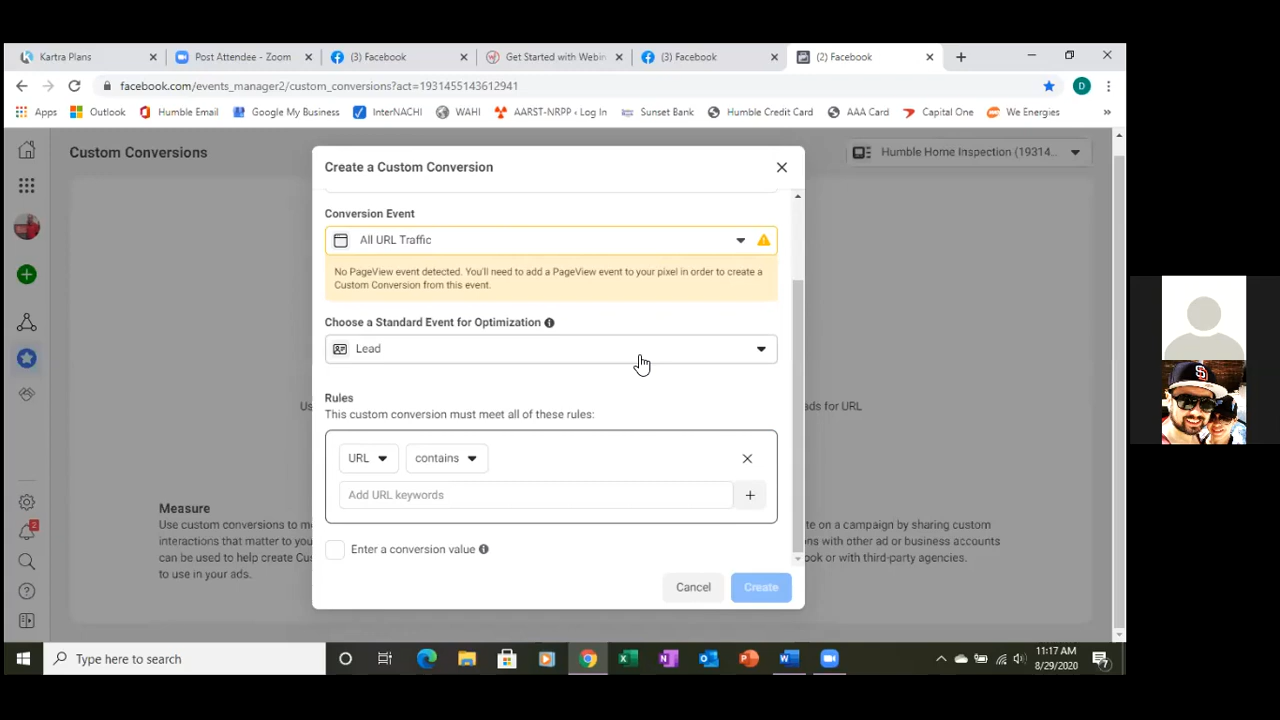 Kartra Plans
Post Attendee - Zoom
(3) Facebook
Get Started with Webin
(3) Facebook
(2) Facebook
facebook.com/events_manager2/custom_conversions?act=1931455143612941
D
Apps
Outlook
Humble Email
Google My Business
InterNACHI
WAHI
AARST-NRPP ‹ Log In
Sunset Bank
Humble Credit Card
AAA Card
Capital One
We Energies
»
Custom Conversions
Humble Home Inspection (19314...
Create a Custom Conversion
Conversion Event
All URL Traffic
No PageView event detected. You'll need to add a PageView event to your pixel in order to create a
Custom Conversion from this event.
Choose a Standard Event for Optimization
Lead
Rules
This custom conversion must meet all of these rules:
URL
contains
Add URL keywords
Enter a conversion value
Cancel
Create
Us
ads for URL
Measure
Use custom conversions to me
interactions that matter to you
can be used to help create Cus
to use in your ads.
te on a campaign by sharing custom
ons with other ad or business accounts
ook or with third-party agencies.
2
Type here to search
11:17 AM
8/29/2020
7